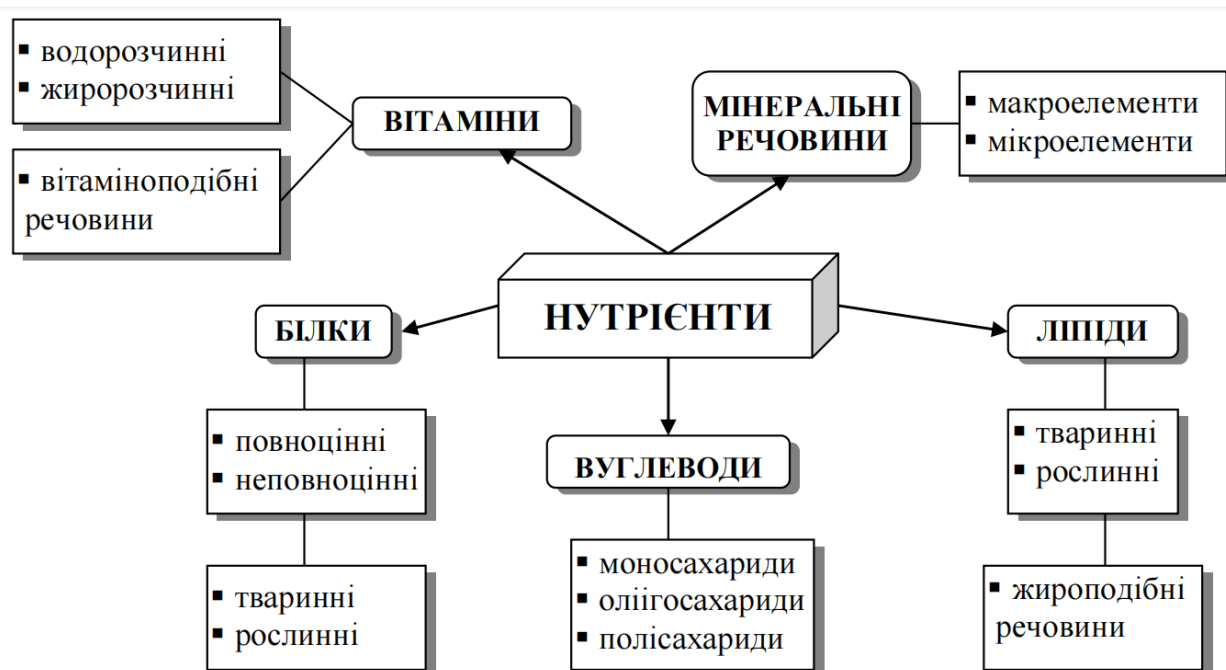 ▪ водорозчинні
▪ жиророзчинні
▪ вітаміноподібні
речовини
ВІТАМІНИ
МІНЕРАЛЬНІ
РЕЧОВИНИ
▪ макроелементи
▪ мікроелементи
НУТРІЄНТИ
БІЛКИ
▪ повноцінні
▪ неповноцінні
▪ тваринні
▪ рослинні
ВУГЛЕВОДИ
▪ моносахариди
▪ оліігосахариди
▪ полісахариди
ЛІПІДИ
▪ тваринні
▪ рослинні
▪ жироподібні
речовини